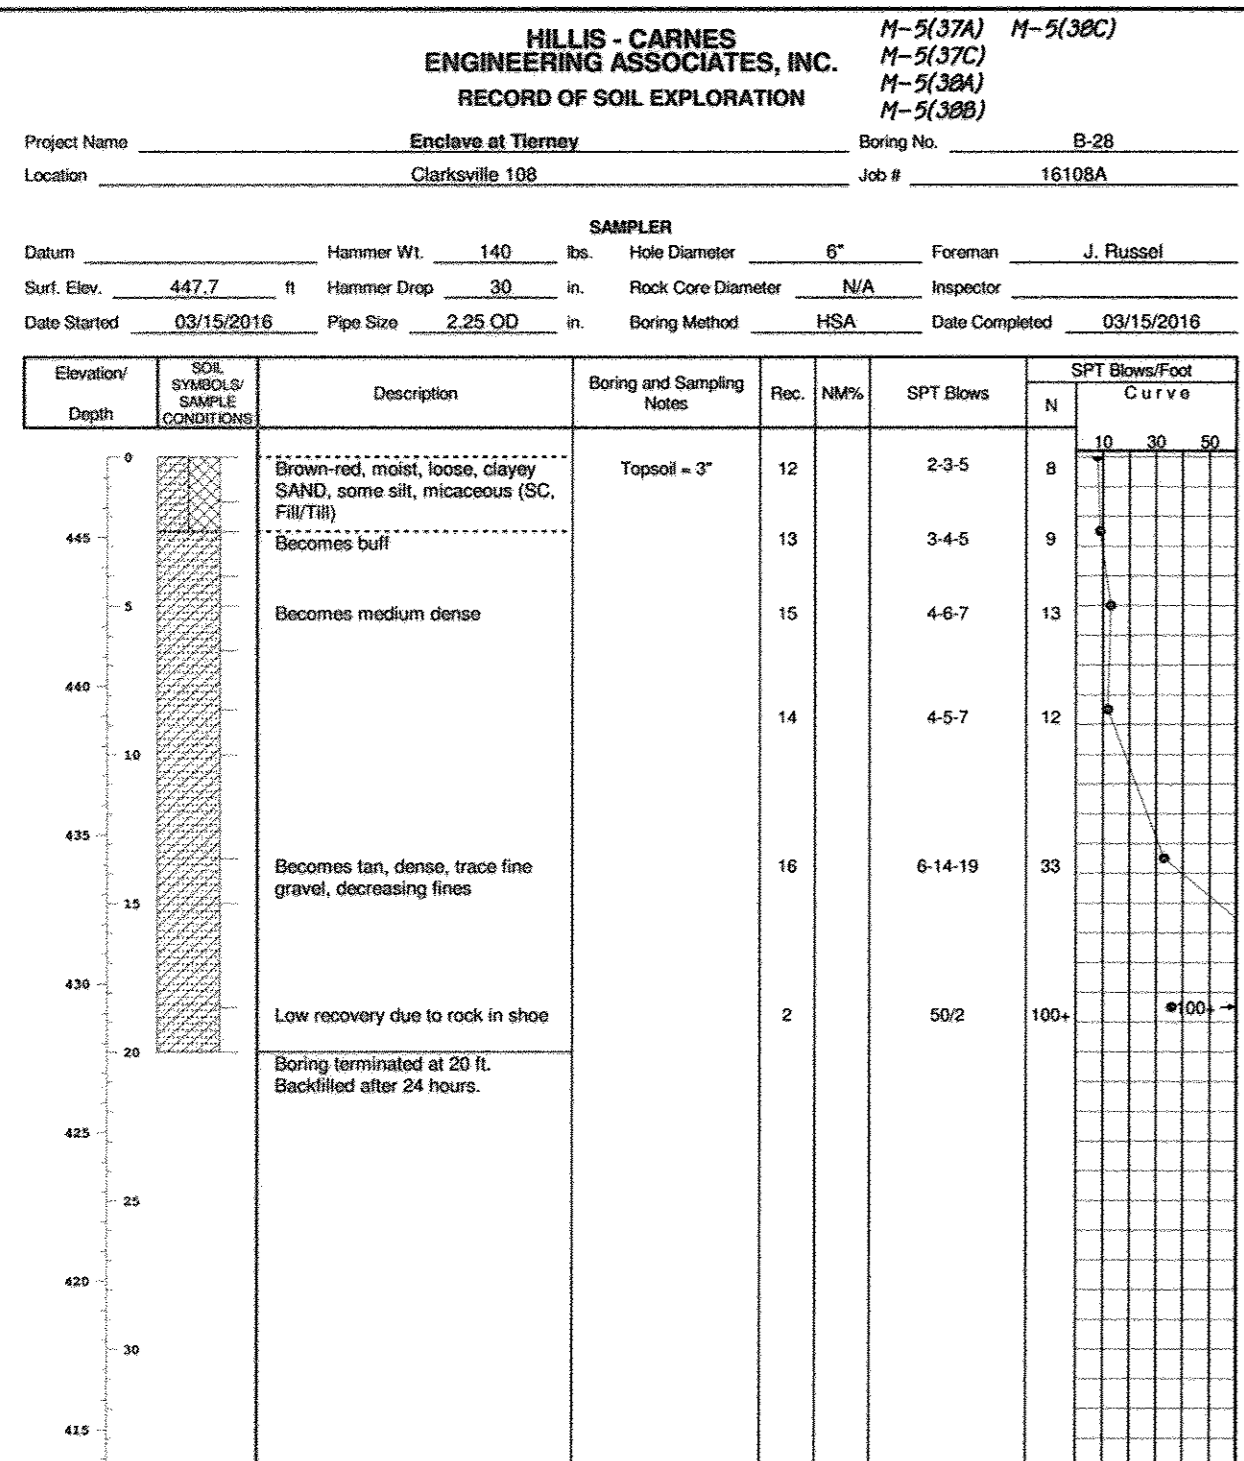 HILLIS - CARNES
ENGINEERING ASSOCIATES, INC.
RECORD OF SOIL EXPLORATION
M-5(37A) M-5(38C)
M-5(37C)
M-5(38A)
M-5(38B)
Project Name Enclave at Tierney Boring No. B-28
Location Clarksville 108 Job # 16108A
SAMPLER
Datum Hammer Wt. 140 lbs. Hole Diameter 6" Foreman J. Russel
Surf. Elev. 447.7 ft Hammer Drop 30 in. Rock Core Diameter N/A Inspector
Date Started 03/15/2016 Pipe Size 2.25 OD in. Boring Method HSA Date Completed 03/15/2016
Elevation/ Depth
SOIL SYMBOLS/ SAMPLE CONDITIONS
Description
Boring and Sampling Notes
Rec.
NM%
SPT Blows
SPT Blows/Foot
N
Curve
10 30 50
0 Brown-red, moist, loose, clayey Topsoil = 3" 12 2-3-5 8
SAND, some silt, micaceous (SC,
Fill/Till)
445 Becomes buff 13 3-4-5 9
5 Becomes medium dense 15 4-6-7 13
440
14 4-5-7 12
10
435
Becomes tan, dense, trace fine 16 6-14-19 33
gravel, decreasing fines
15
430
Low recovery due to rock in shoe 2 50/2 100+ 100+
20
Boring terminated at 20 ft.
Backfilled after 24 hours.
425
25
420
30
415